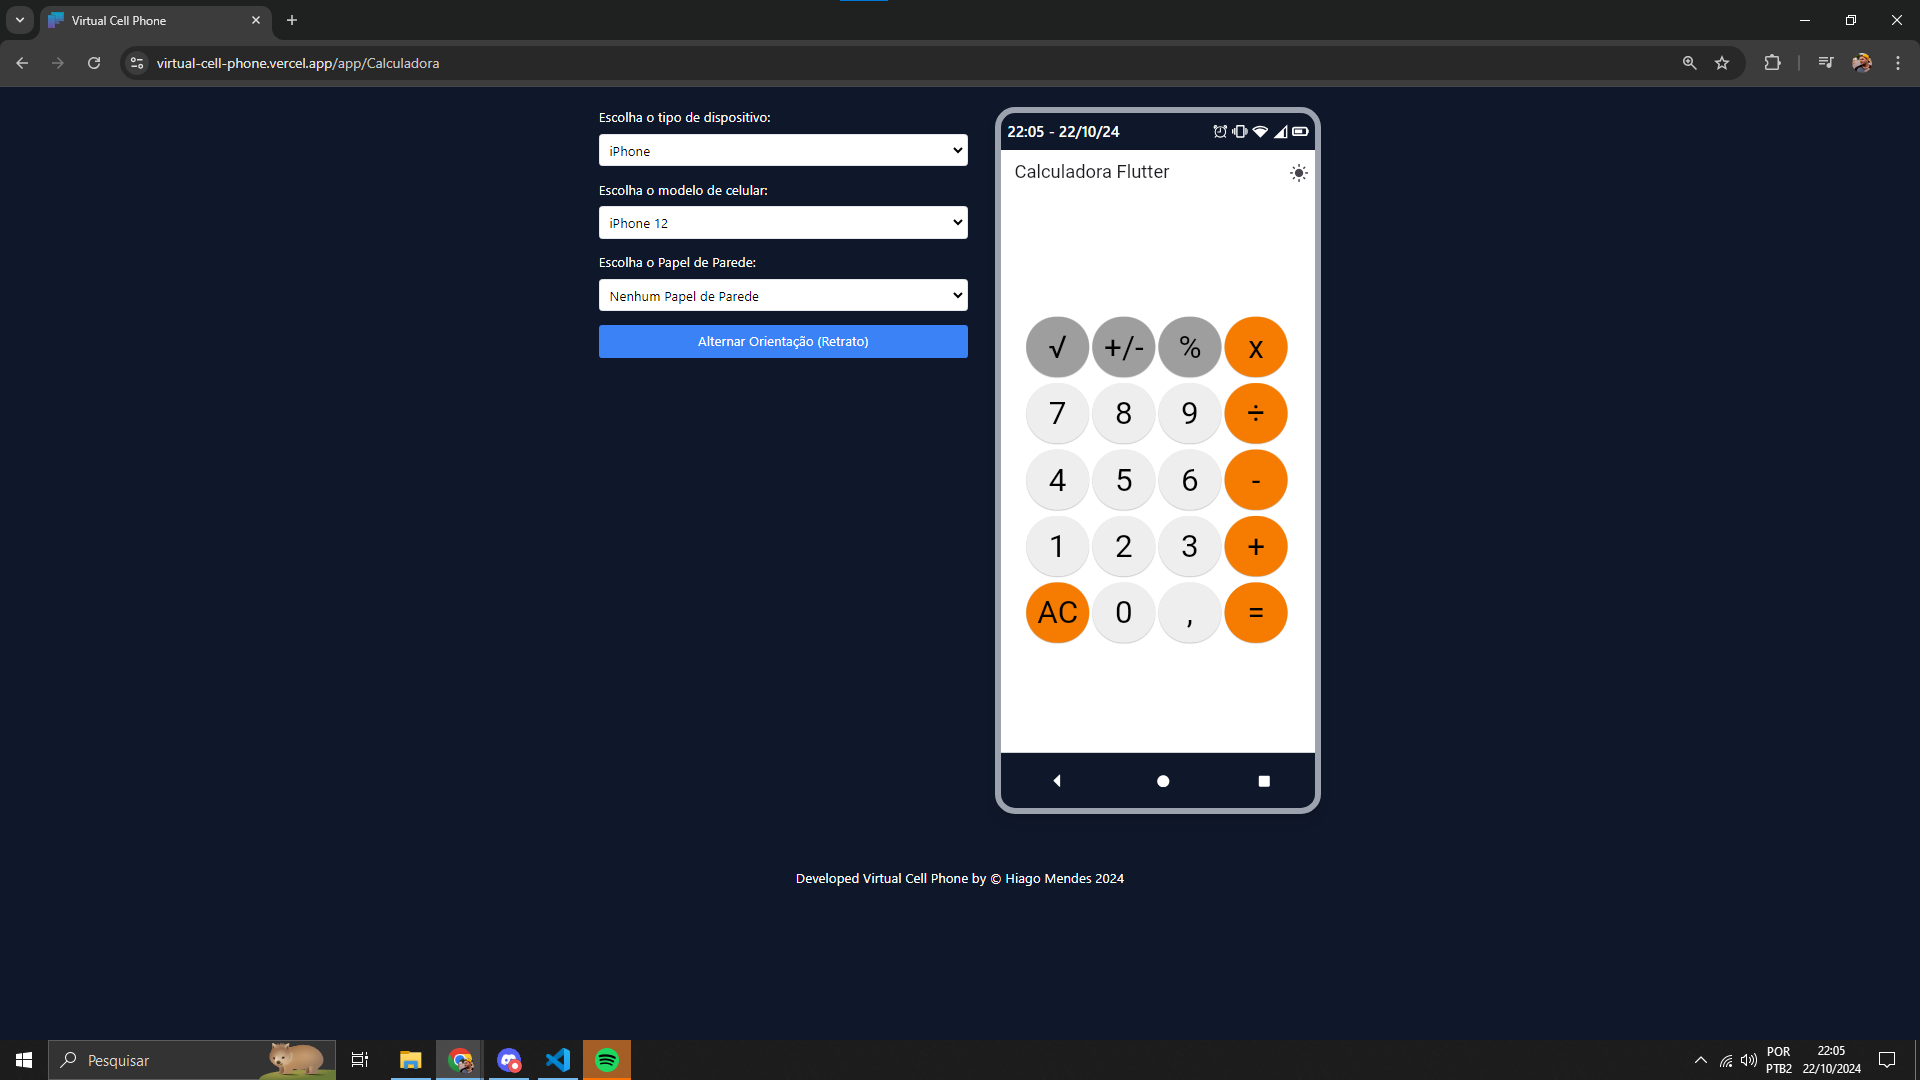 Virtual Cell Phone
virtual-cell-phone.vercel.app/app/Calculadora
Escolha o tipo de dispositivo:
iPhone
Escolha o modelo de celular:
iPhone 12
Escolha o Papel de Parede:
Nenhum Papel de Parede
Alternar Orientação (Retrato)
22:05 - 22/10/24
Calculadora Flutter
√ +/- % x
7 8 9 ÷
4 5 6 -
1 2 3 +
AC 0 , =
Developed Virtual Cell Phone by © Hiago Mendes 2024
Pesquisar
POR
PTB2
22:05
22/10/2024